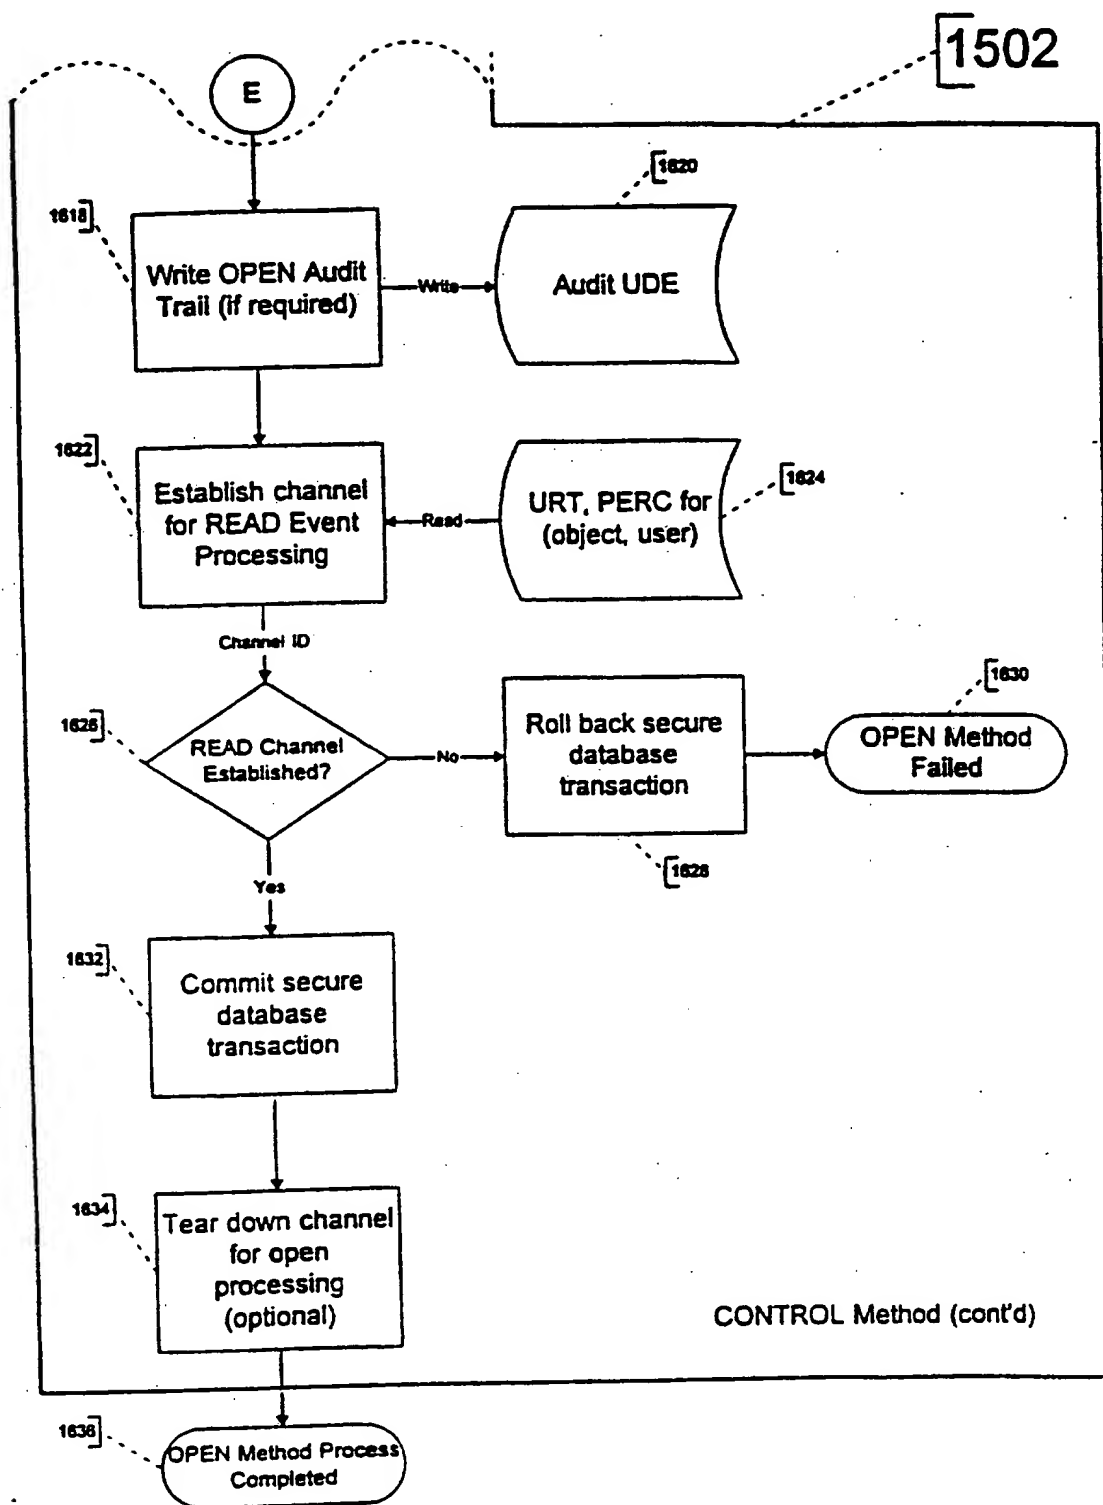 1502
E
1620
1618
Write OPEN Audit
Trail (if required)
Write
Audit UDE
1622
Establish channel
for READ Event
Processing
Read
URT, PERC for
(object, user)
1624
Channel ID
1626
READ Channel
Established?
No
Roll back secure
database
transaction
1628
1630
OPEN Method
Failed
Yes
1632
Commit secure
database
transaction
1634
Tear down channel
for open
processing
(optional)
CONTROL Method (cont'd)
1636
OPEN Method Process
Completed